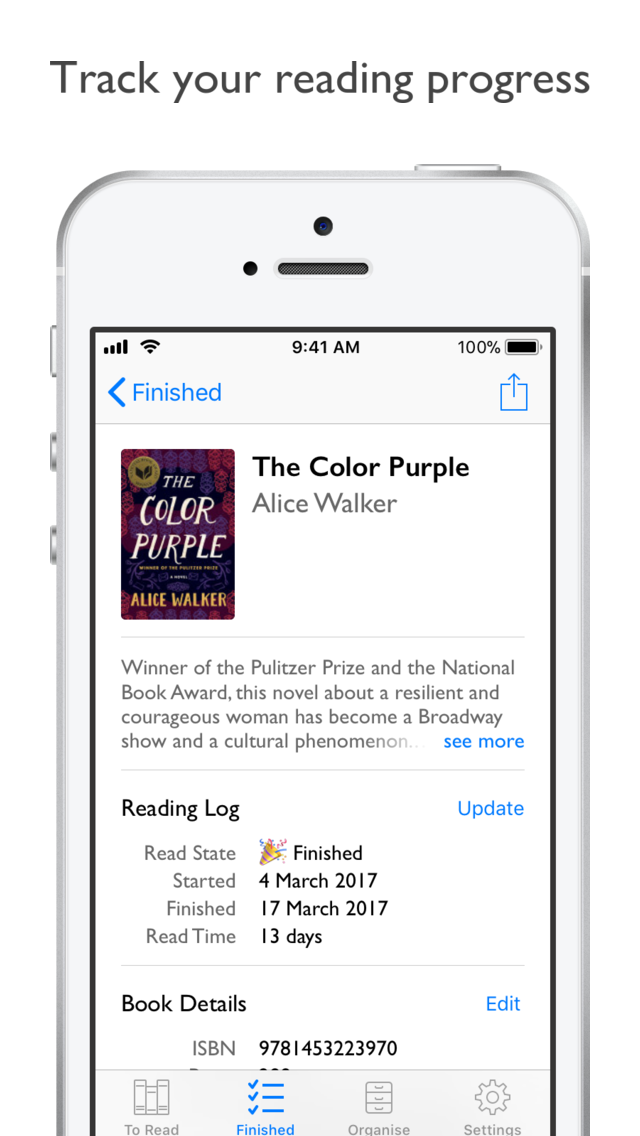 Track your reading progress
9:41 AM
100%
Finished
THE
COLOR
PURPLE
WINNER OF THE PULITZER PRIZE
A NOVEL
ALICE WALKER
The Color Purple
Alice Walker
Winner of the Pulitzer Prize and the National
Book Award, this novel about a resilient and
courageous woman has become a Broadway
show and a cultural phenomenon... see more
Reading Log Update
Read State 🎉 Finished
Started 4 March 2017
Finished 17 March 2017
Read Time 13 days
Book Details Edit
ISBN 9781453223970
To Read Finished Organise Settings